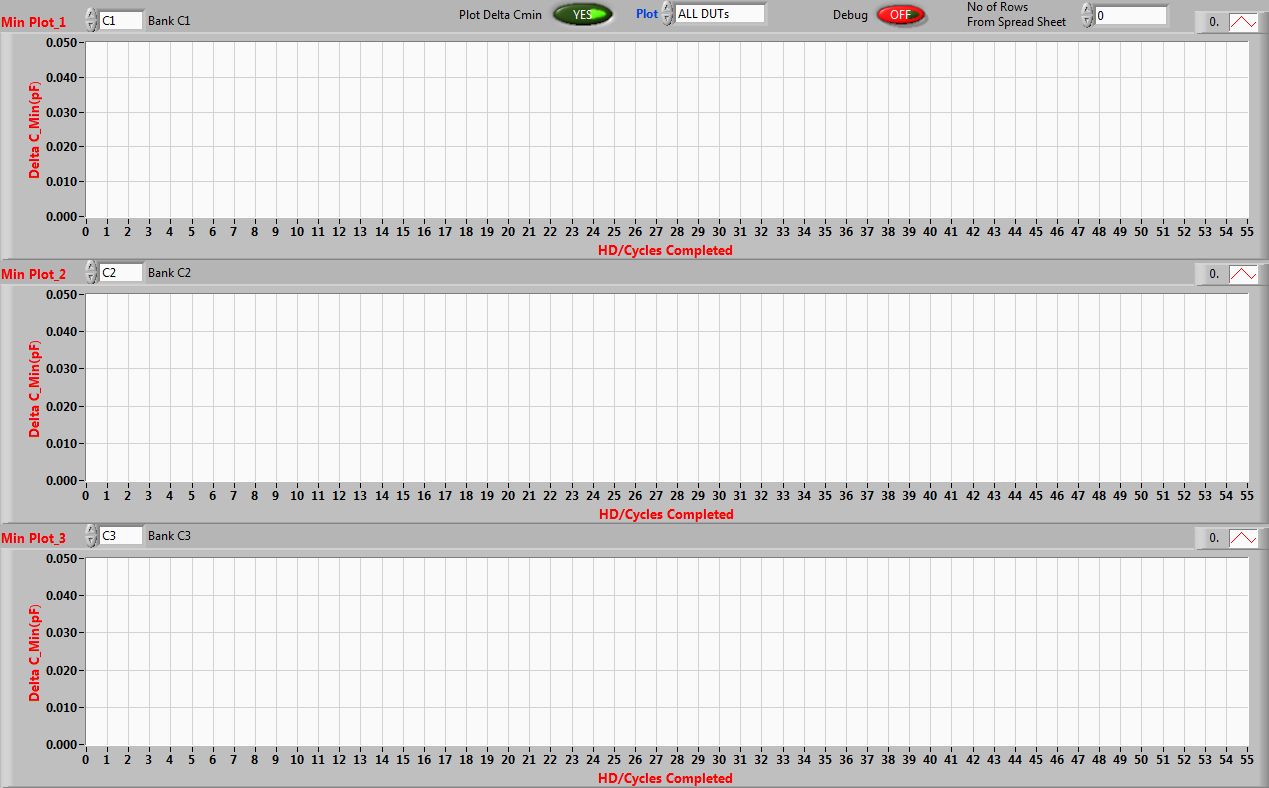 Min Plot_1 C1 Bank C1 Plot Delta Cmin YES Plot ALL DUTs Debug OFF No of Rows
From Spread Sheet 0 0.
Delta C_Min(pF)
0.050
0.040
0.030
0.020
0.010
0.000
0 1 2 3 4 5 6 7 8 9 10 11 12 13 14 15 16 17 18 19 20 21 22 23 24 25 26 27 28 29 30 31 32 33 34 35 36 37 38 39 40 41 42 43 44 45 46 47 48 49 50 51 52 53 54 55
HD/Cycles Completed
Min Plot_2 C2 Bank C2 0.
Delta C_Min(pF)
0.050
0.040
0.030
0.020
0.010
0.000
0 1 2 3 4 5 6 7 8 9 10 11 12 13 14 15 16 17 18 19 20 21 22 23 24 25 26 27 28 29 30 31 32 33 34 35 36 37 38 39 40 41 42 43 44 45 46 47 48 49 50 51 52 53 54 55
HD/Cycles Completed
Min Plot_3 C3 Bank C3 0.
Delta C_Min(pF)
0.050
0.040
0.030
0.020
0.010
0.000
0 1 2 3 4 5 6 7 8 9 10 11 12 13 14 15 16 17 18 19 20 21 22 23 24 25 26 27 28 29 30 31 32 33 34 35 36 37 38 39 40 41 42 43 44 45 46 47 48 49 50 51 52 53 54 55
HD/Cycles Completed